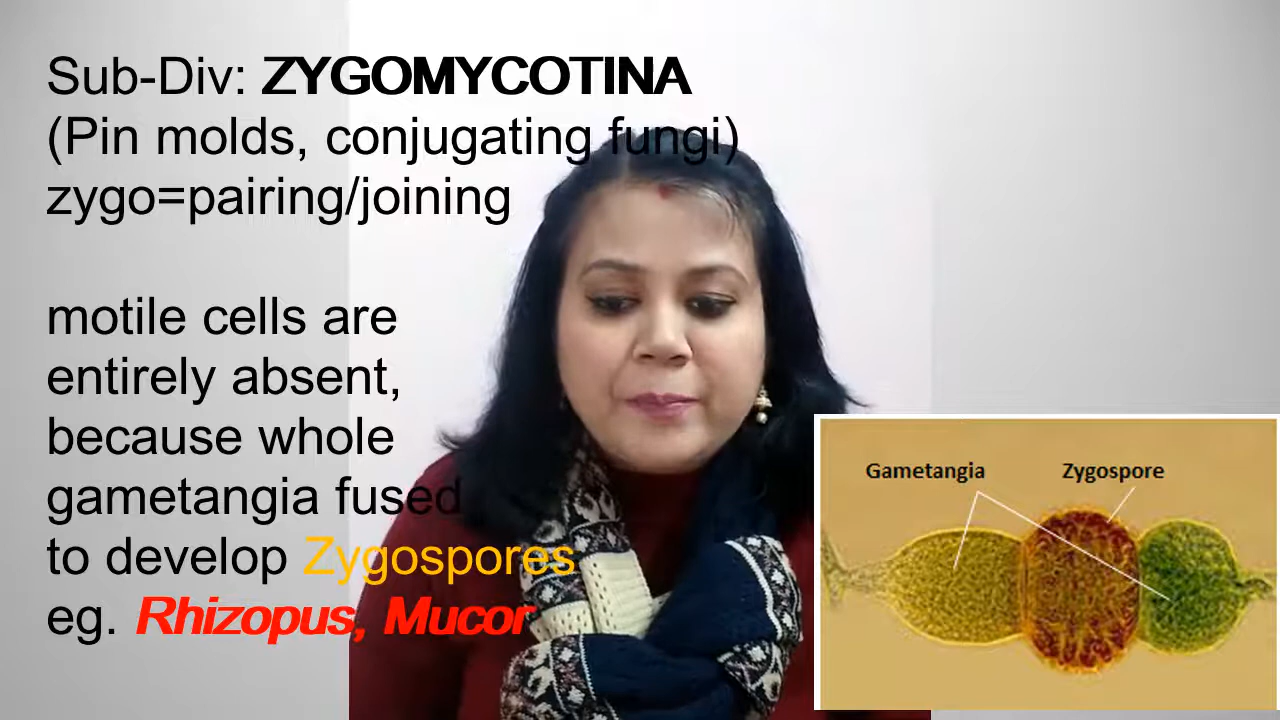 Sub-Div: ZYGOMYCOTINA
(Pin molds, conjugating fungi)
zygo=pairing/joining
motile cells are
entirely absent,
because whole
gametangia fused
to develop Zygospores
eg. Rhizopus, Mucor
Gametangia Zygospore